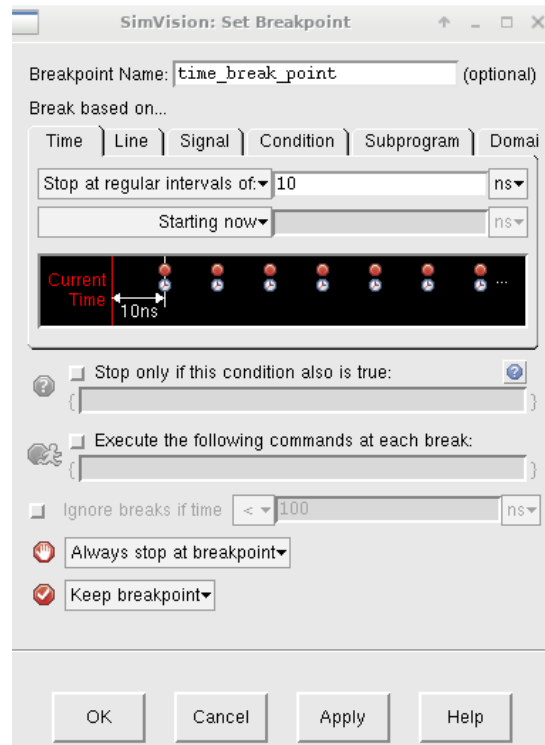 SimVision: Set Breakpoint
Breakpoint Name: time_break_point (optional)
Break based on...
Time Line Signal Condition Subprogram Domai
Stop at regular intervals of: 10 ns
Starting now ns
Current
Time
10ns
...
Stop only if this condition also is true:
{ }
Execute the following commands at each break:
{ }
Ignore breaks if time < 100 ns
Always stop at breakpoint
Keep breakpoint
OK Cancel Apply Help